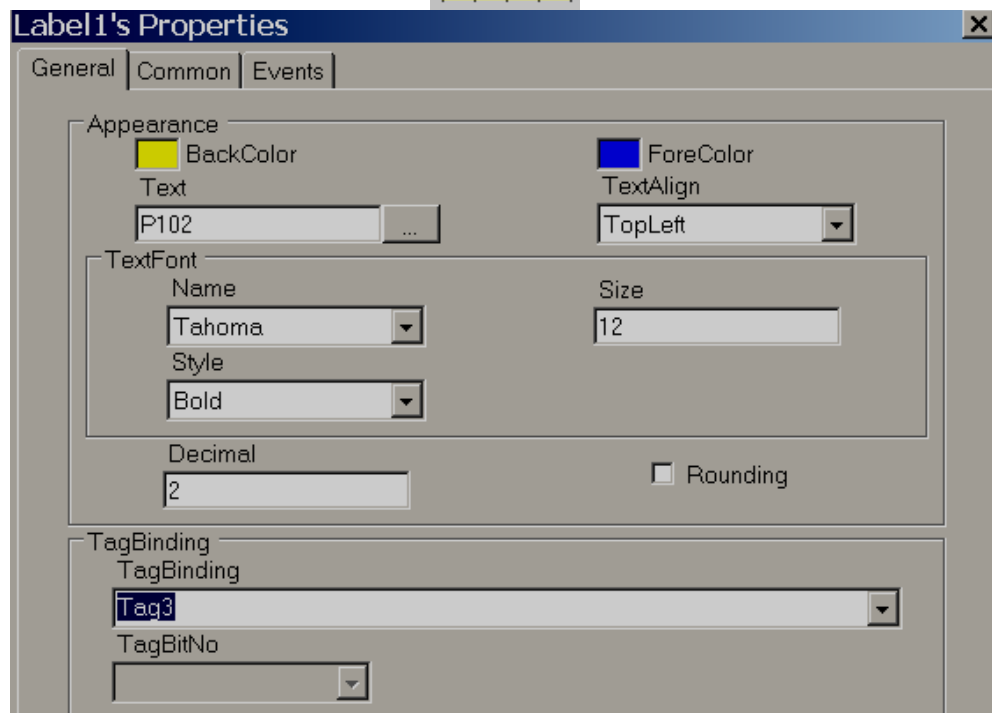 Label1's Properties
General Common Events
Appearance
BackColor ForeColor
Text TextAlign
P102 ... TopLeft
TextFont
Name Size
Tahoma 12
Style
Bold
Decimal
2 Rounding
TagBinding
TagBinding
Tag3
TagBitNo